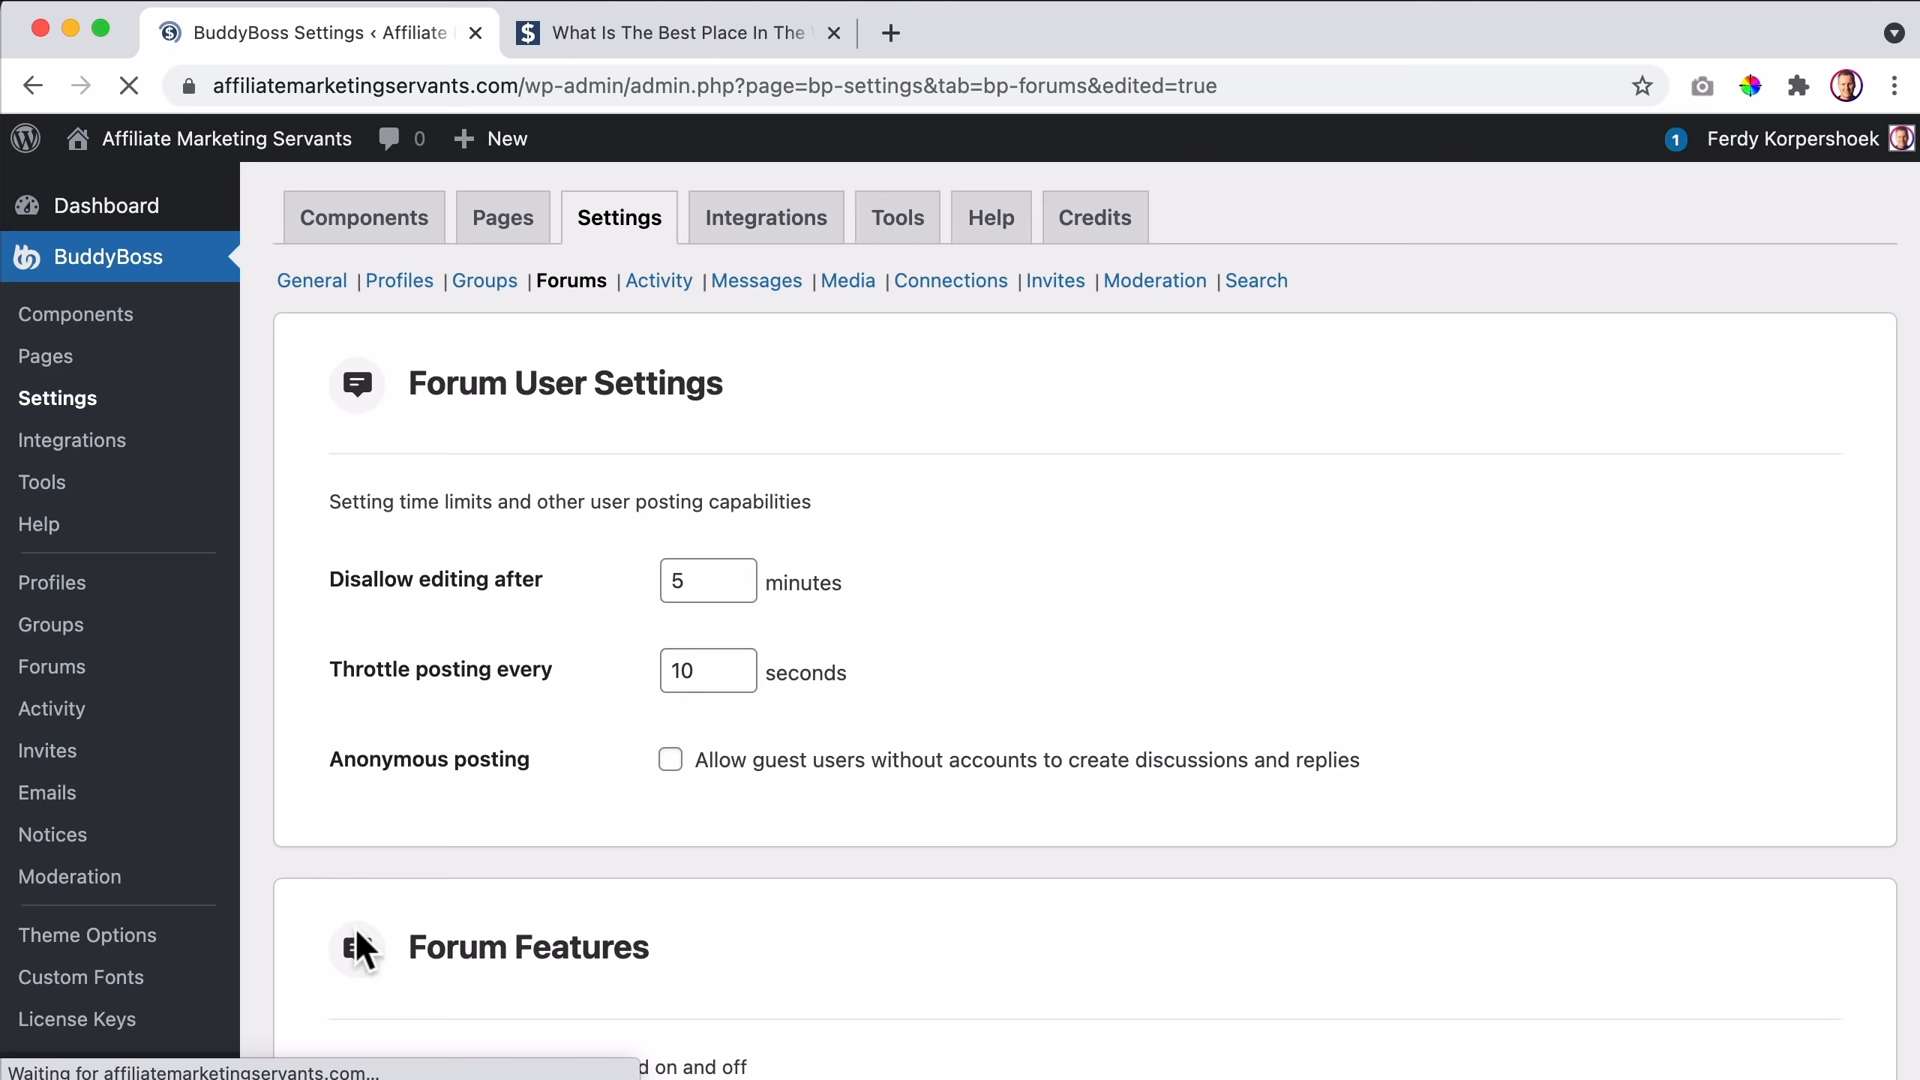 BuddyBoss Settings ‹ Affiliate
What Is The Best Place In The
affiliatemarketingservants.com/wp-admin/admin.php?page=bp-settings&tab=bp-forums&edited=true
Affiliate Marketing Servants 0 + New 1 Ferdy Korpershoek
Dashboard
BuddyBoss
Components
Pages
Settings
Integrations
Tools
Help
Profiles
Groups
Forums
Activity
Invites
Emails
Notices
Moderation
Theme Options
Custom Fonts
License Keys
Components Pages Settings Integrations Tools Help Credits
General | Profiles | Groups | Forums | Activity | Messages | Media | Connections | Invites | Moderation | Search
Forum User Settings
Setting time limits and other user posting capabilities
Disallow editing after 5 minutes
Throttle posting every 10 seconds
Anonymous posting Allow guest users without accounts to create discussions and replies
Forum Features
d on and off
Waiting for affiliatemarketingservants.com...